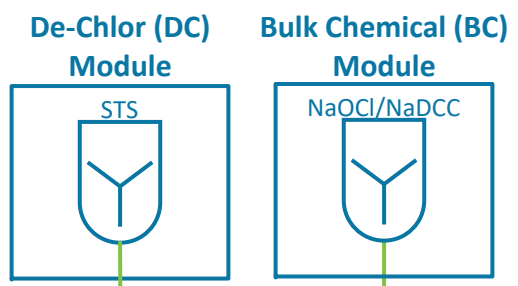 De-Chlor (DC)
Module
Bulk Chemical (BC)
Module
STS
NaOCl/NaDCC